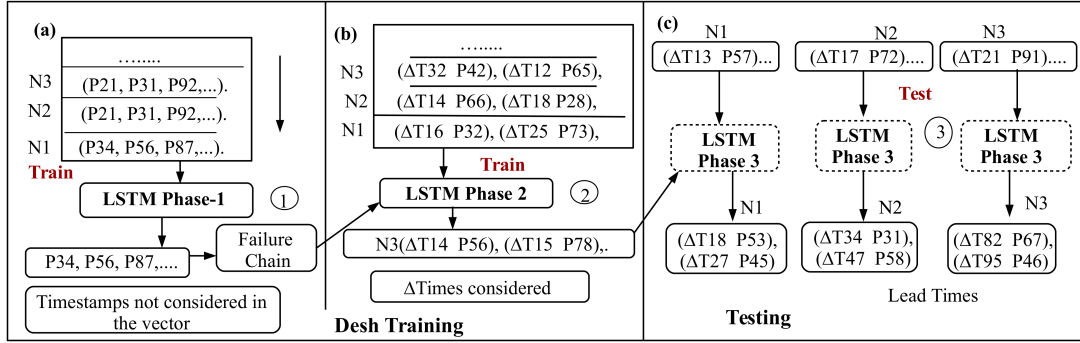 (a)
….....
N3 (P21, P31, P92,...).
N2 (P21, P31, P92,...).
N1 (P34, P56, P87,...).
Train
LSTM Phase-1
1
P34, P56, P87,....
Failure
Chain
Timestamps not considered in
the vector
(b)
….....
N3 (ΔT32 P42), (ΔT12 P65),
N2 (ΔT14 P66), (ΔT18 P28),
N1 (ΔT16 P32), (ΔT25 P73),
Train
LSTM Phase 2
2
N3(ΔT14 P56), (ΔT15 P78),.
ΔTimes considered
Desh Training
(c)
N1 N2 N3
(ΔT13 P57)... (ΔT17 P72).... (ΔT21 P91)....
Test
3
LSTM
Phase 3
LSTM
Phase 3
LSTM
Phase 3
N1
(ΔT18 P53),
(ΔT27 P45)
N2
(ΔT34 P31),
(ΔT47 P58)
N3
(ΔT82 P67),
(ΔT95 P46)
Lead Times
Testing